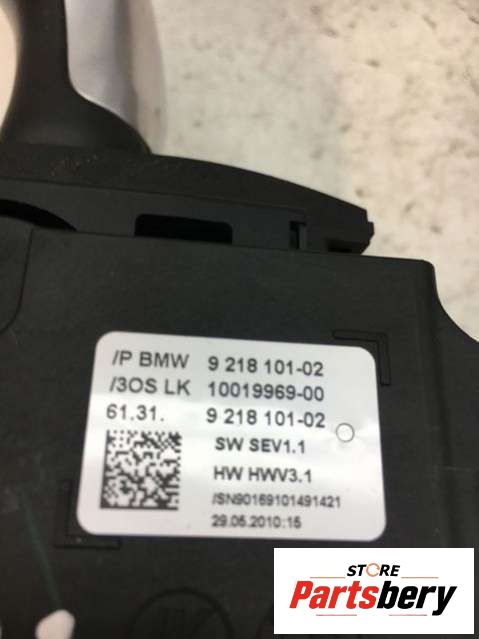 /P BMW 9 218 101-02
/3OS LK 10019969-00
61.31. 9 218 101-02
SW SEV1.1
HW HWV3.1
/SN90169101491421
29.05.2010:15
STORE
Partsbery